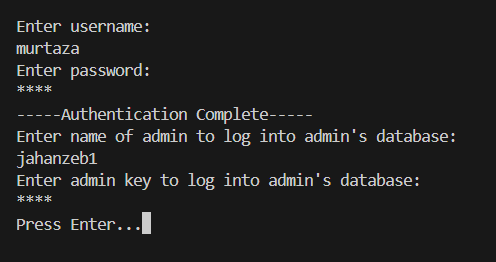 Enter username:
murtaza
Enter password:
****
-----Authentication Complete-----
Enter name of admin to log into admin's database:
jahanzeb1
Enter admin key to log into admin's database:
****
Press Enter...